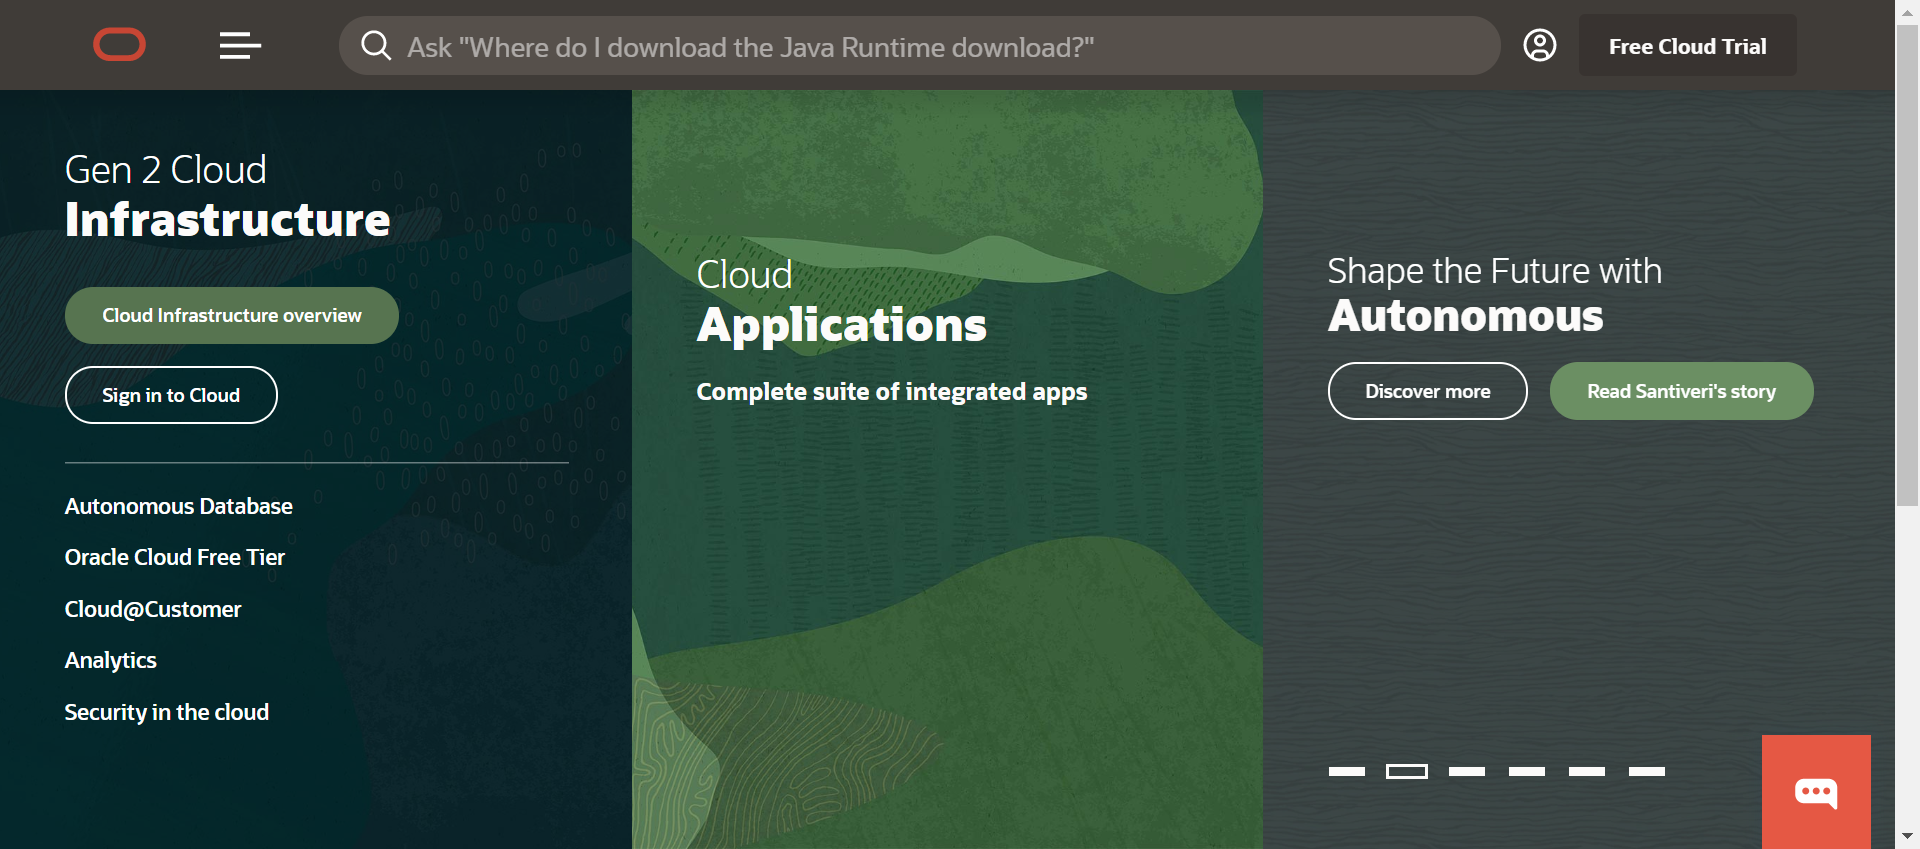 Ask "Where do I download the Java Runtime download?"
Free Cloud Trial
Gen 2 Cloud
Infrastructure
Cloud Infrastructure overview
Sign in to Cloud
Autonomous Database
Oracle Cloud Free Tier
Cloud@Customer
Analytics
Security in the cloud
Cloud
Applications
Complete suite of integrated apps
Shape the Future with
Autonomous
Discover more
Read Santiveri's story